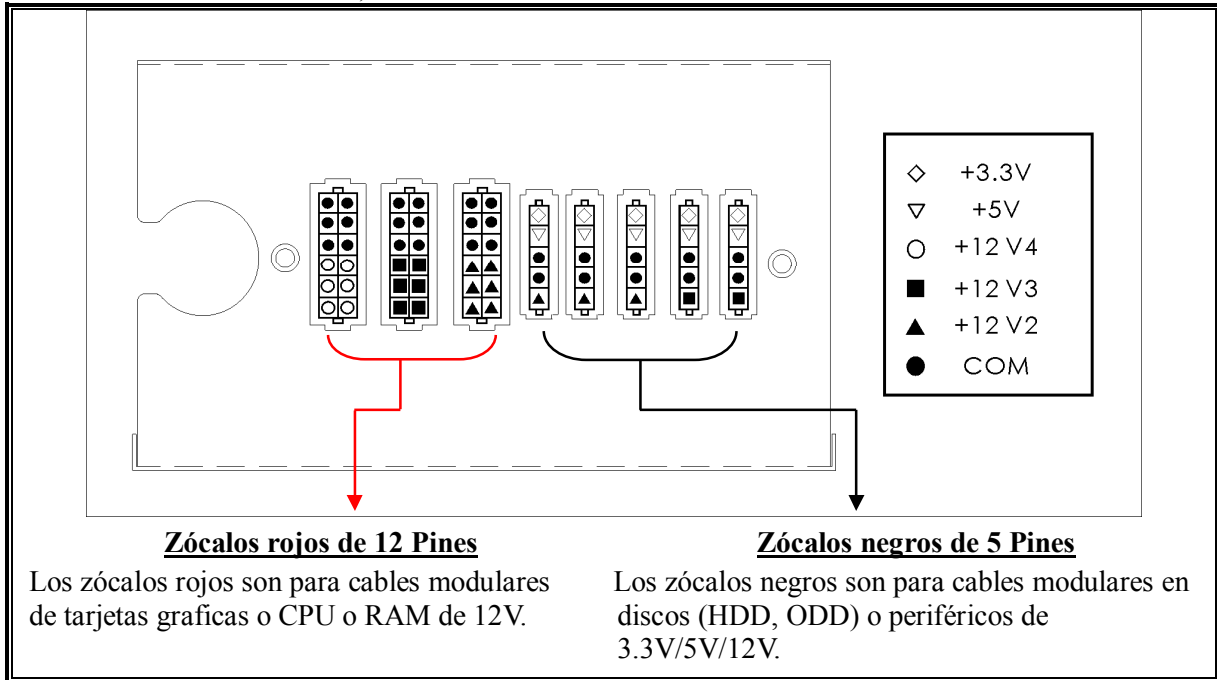 +3.3V
+5V
+12 V4
+12 V3
+12 V2
COM
Zócalos rojos de 12 Pines
Los zócalos rojos son para cables modulares
de tarjetas graficas o CPU o RAM de 12V.
Zócalos negros de 5 Pines
Los zócalos negros son para cables modulares en
discos (HDD, ODD) o periféricos de
3.3V/5V/12V.